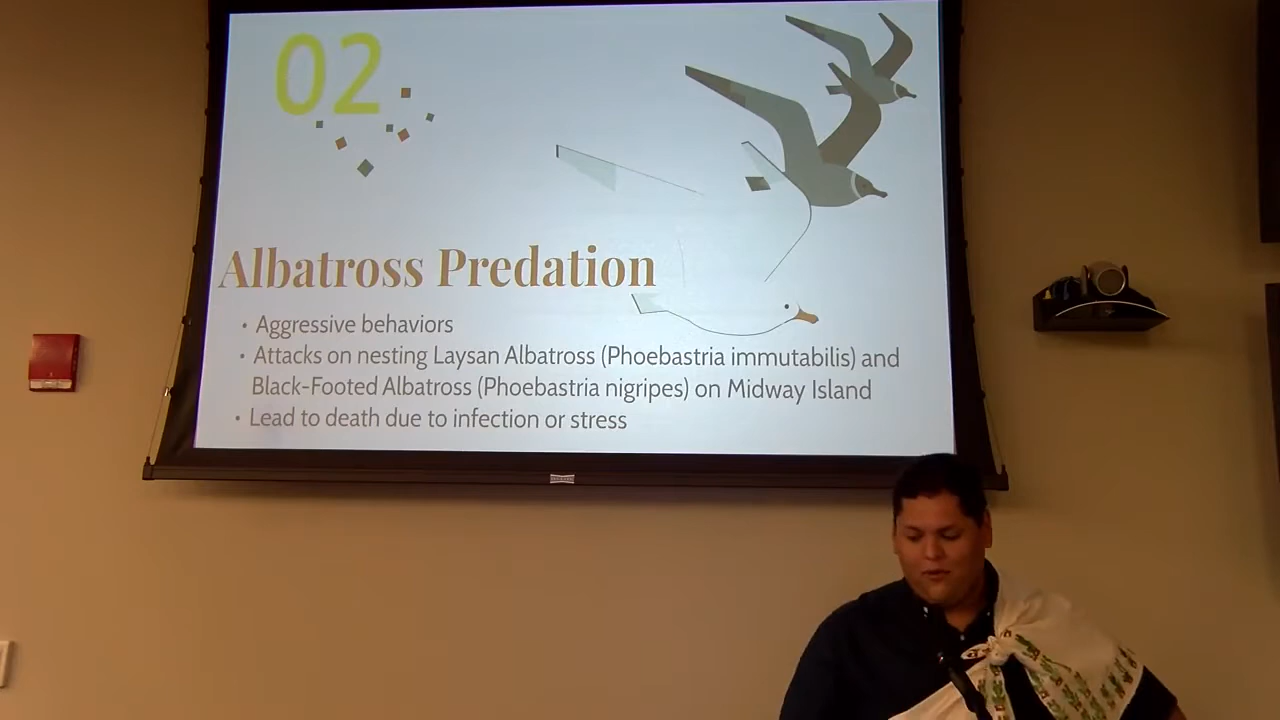 02
Albatross Predation
• Aggressive behaviors
• Attacks on nesting Laysan Albatross (Phoebastria immutabilis) and
Black-Footed Albatross (Phoebastria nigripes) on Midway Island
• Lead to death due to infection or stress